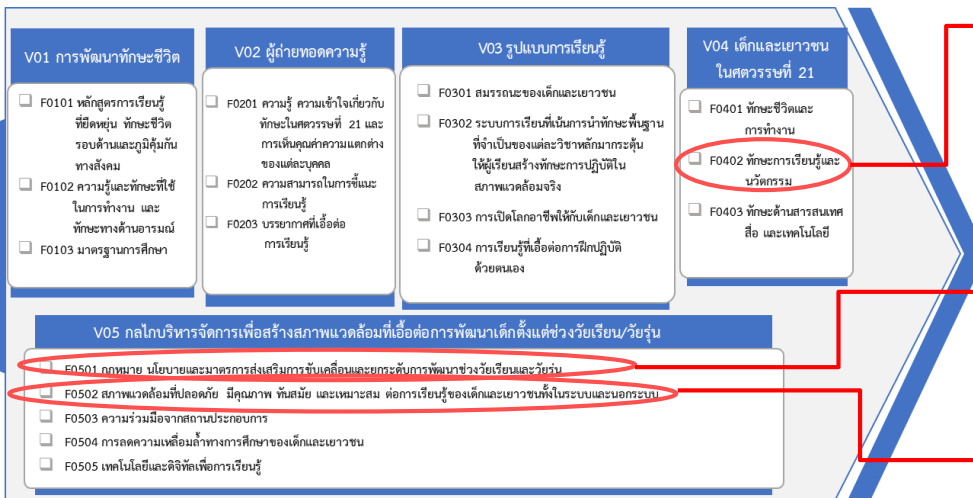 V01 การพัฒนาทักษะชีวิต
F0101 หลักสูตรการเรียนรู้
ที่ยืดหยุ่น ทักษะชีวิต
รอบด้านและภูมิคุ้มกัน
ทางสังคม
F0102 ความรู้และทักษะที่ใช้
ในการทำงาน และ
ทักษะทางด้านอารมณ์
F0103 มาตรฐานการศึกษา
V02 ผู้ถ่ายทอดความรู้
F0201 ความรู้ ความเข้าใจเกี่ยวกับ
ทักษะในศตวรรษที่ 21 และ
การเห็นคุณค่าความแตกต่าง
ของแต่ละบุคคล
F0202 ความสามารถในการชี้แนะ
การเรียนรู้
F0203 บรรยากาศที่เอื้อต่อ
การเรียนรู้
V03 รูปแบบการเรียนรู้
F0301 สมรรถนะของเด็กและเยาวชน
F0302 ระบบการเรียนที่เน้นการนำทักษะพื้นฐาน
ที่จำเป็นของแต่ละวิชาหลักมากระตุ้น
ให้ผู้เรียนสร้างทักษะการปฏิบัติใน
สภาพแวดล้อมจริง
F0303 การเปิดโลกอาชีพให้กับเด็กและเยาวชน
F0304 การเรียนรู้ที่เอื้อต่อการฝึกปฏิบัติ
ด้วยตนเอง
V04 เด็กและเยาวชน
ในศตวรรษที่ 21
F0401 ทักษะชีวิตและ
การทำงาน
F0402 ทักษะการเรียนรู้และ
นวัตกรรม
F0403 ทักษะด้านสารสนเทศ
สื่อ และเทคโนโลยี
V05 กลไกบริหารจัดการเพื่อสร้างสภาพแวดล้อมที่เอื้อต่อการพัฒนาเด็กตั้งแต่ช่วงวัยเรียน/วัยรุ่น
F0501 กฎหมาย นโยบายและมาตรการส่งเสริมการขับเคลื่อนและยกระดับการพัฒนาช่วงวัยเรียนและวัยรุ่น
F0502 สภาพแวดล้อมที่ปลอดภัย มีคุณภาพ ทันสมัย และเหมาะสม ต่อการเรียนรู้ของเด็กและเยาวชนทั้งในระบบและนอกระบบ
F0503 ความร่วมมือจากสถานประกอบการ
F0504 การลดความเหลื่อมล้ำทางการศึกษาของเด็กและเยาวชน
F0505 เทคโนโลยีและดิจิทัลเพื่อการเรียนรู้